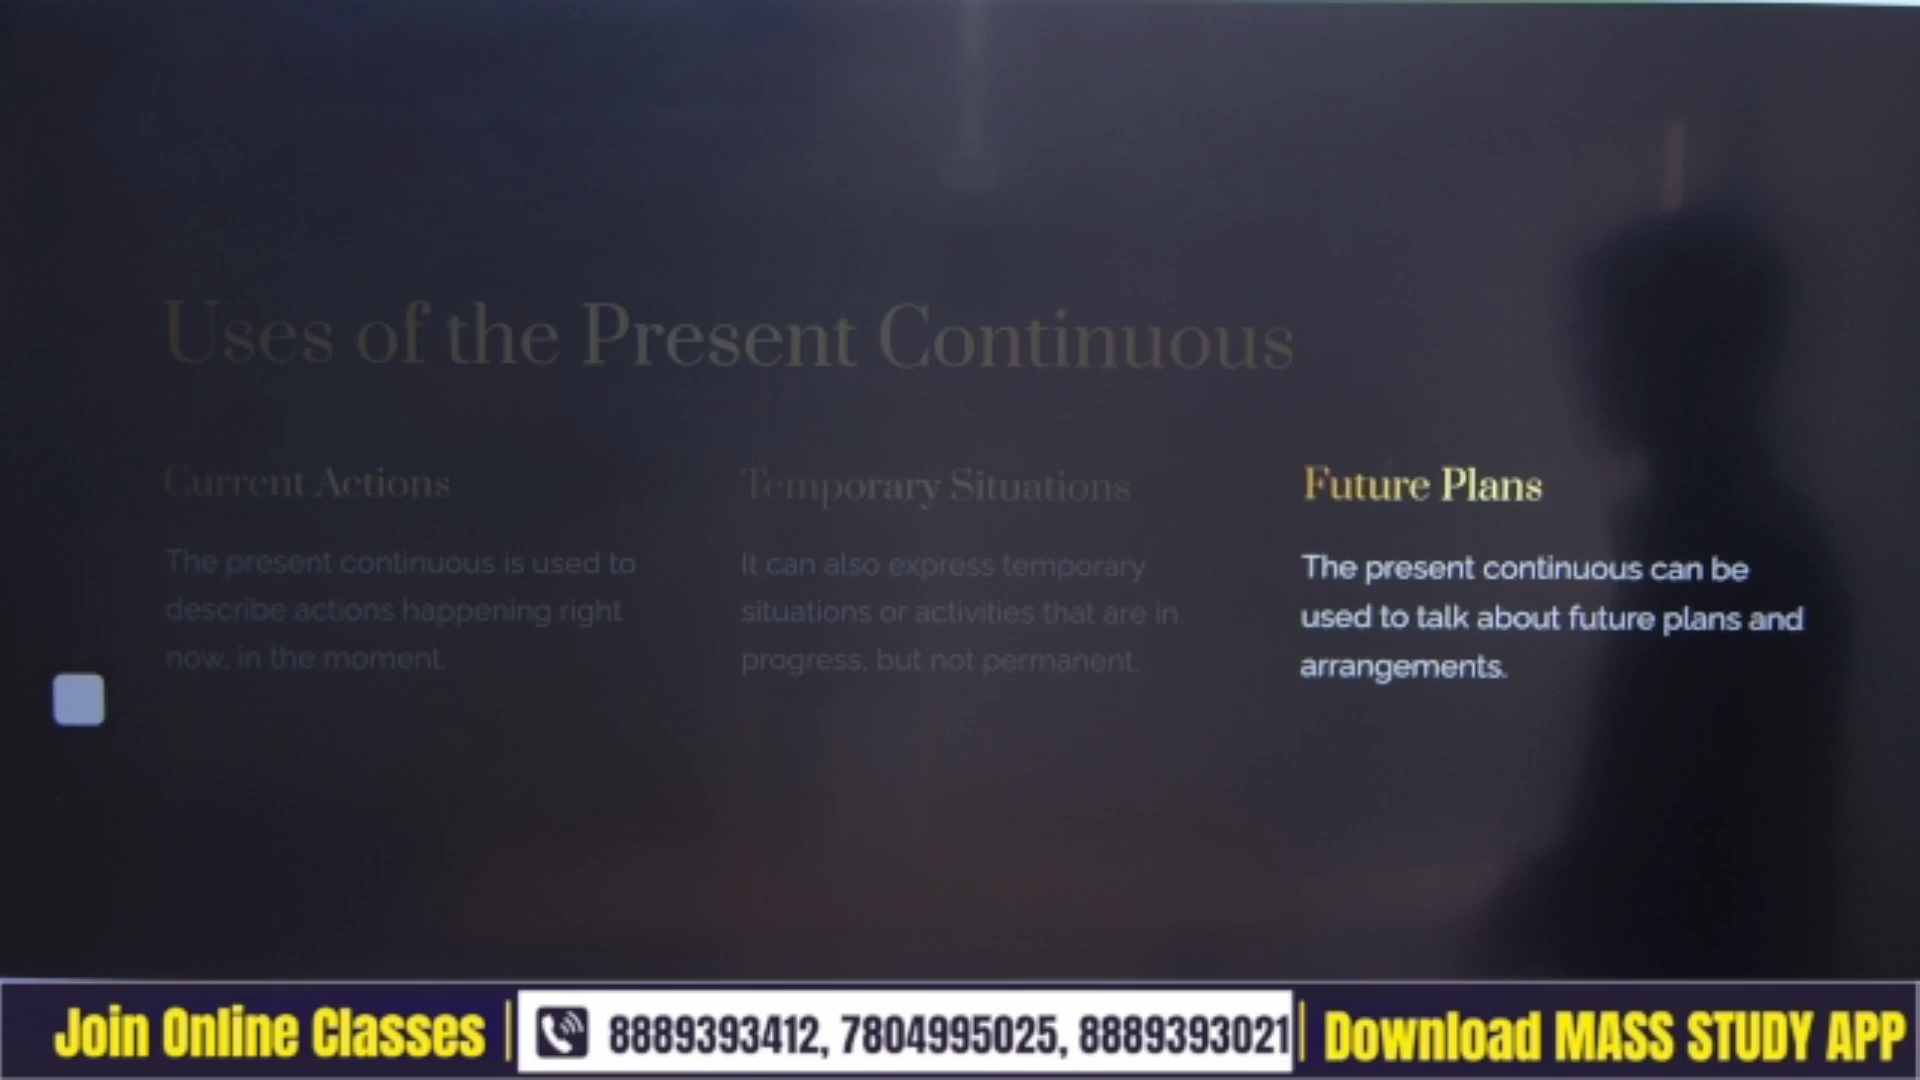 Uses of the Present Continuous
Current Actions
The present continuous is used to
describe actions happening right
now, in the moment.
Temporary Situations
It can also express temporary
situations or activities that are in
progress, but not permanent.
Future Plans
The present continuous can be
used to talk about future plans and
arrangements.
Join Online Classes
8889393412, 7804995025, 8889393021
Download MASS STUDY APP